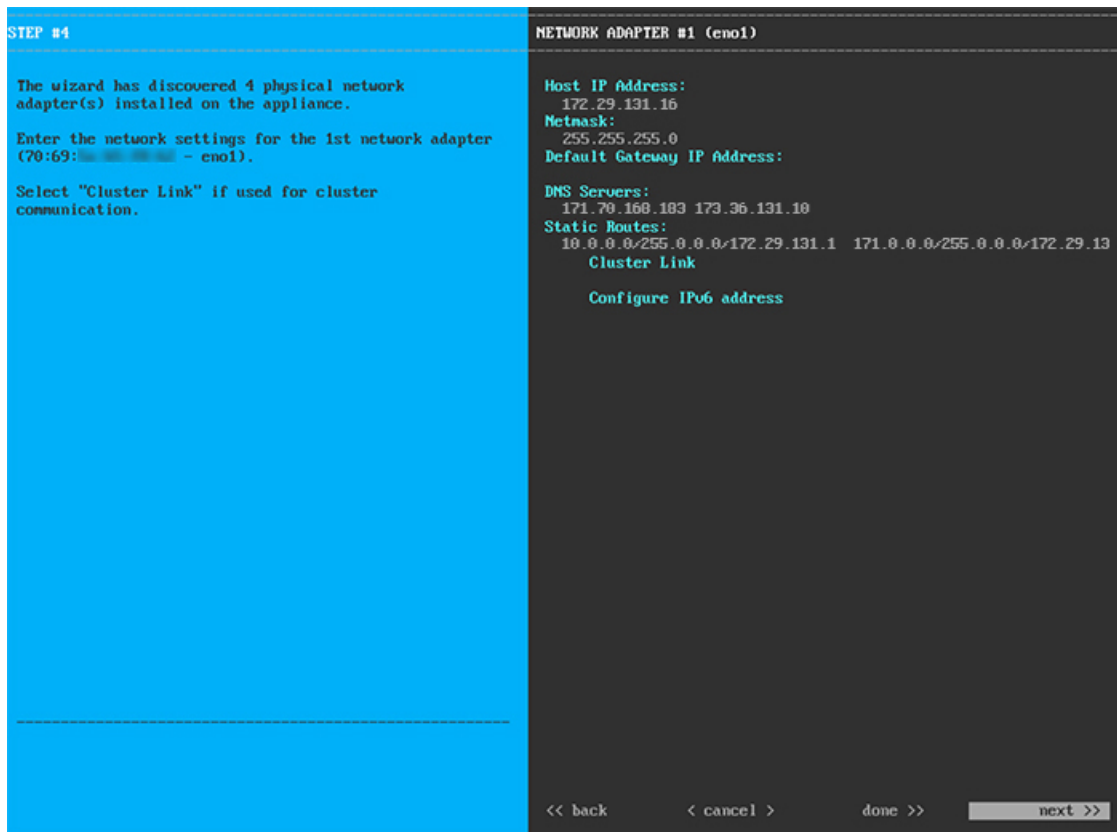 STEP #4
The wizard has discovered 4 physical network
adapter(s) installed on the appliance.
Enter the network settings for the 1st network adapter
(70:69: - eno1).
Select "Cluster Link" if used for cluster
communication.
NETWORK ADAPTER #1 (eno1)
Host IP Address:
172.29.131.16
Netmask:
255.255.255.0
Default Gateway IP Address:
DNS Servers:
171.70.168.183 173.36.131.10
Static Routes:
10.0.0.0/255.0.0.0/172.29.131.1 171.0.0.0/255.0.0.0/172.29.13
Cluster Link
Configure IPv6 address
<< back < cancel > done >> next >>